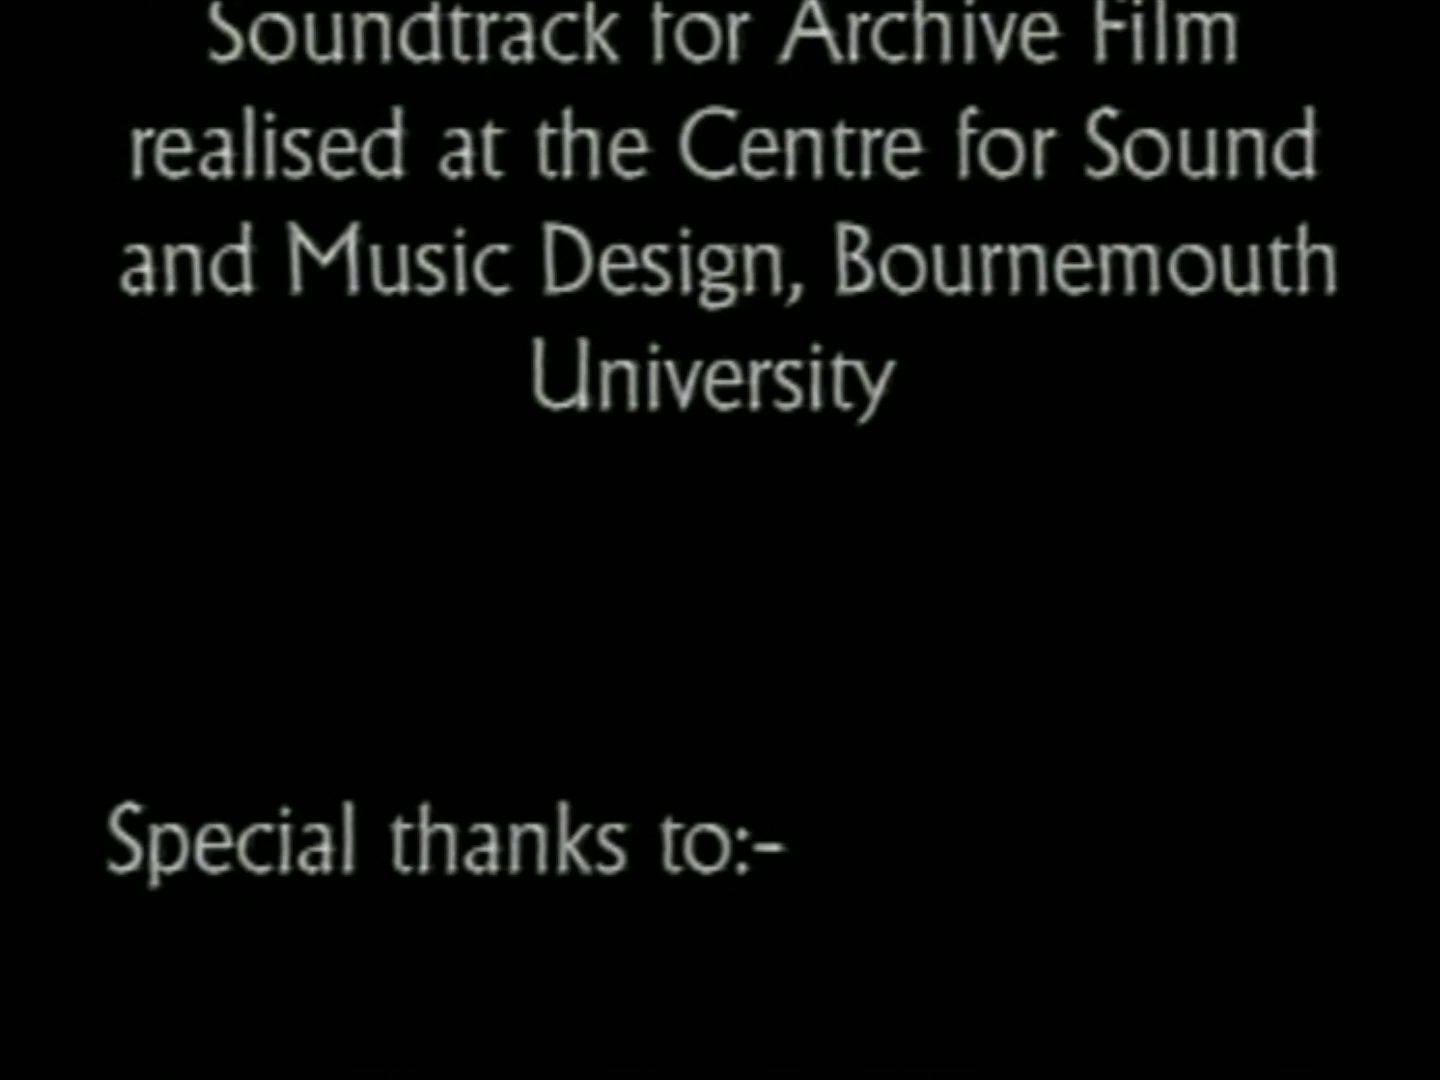 Soundtrack for Archive Film
realised at the Centre for Sound
and Music Design, Bournemouth
University
Special thanks to:-